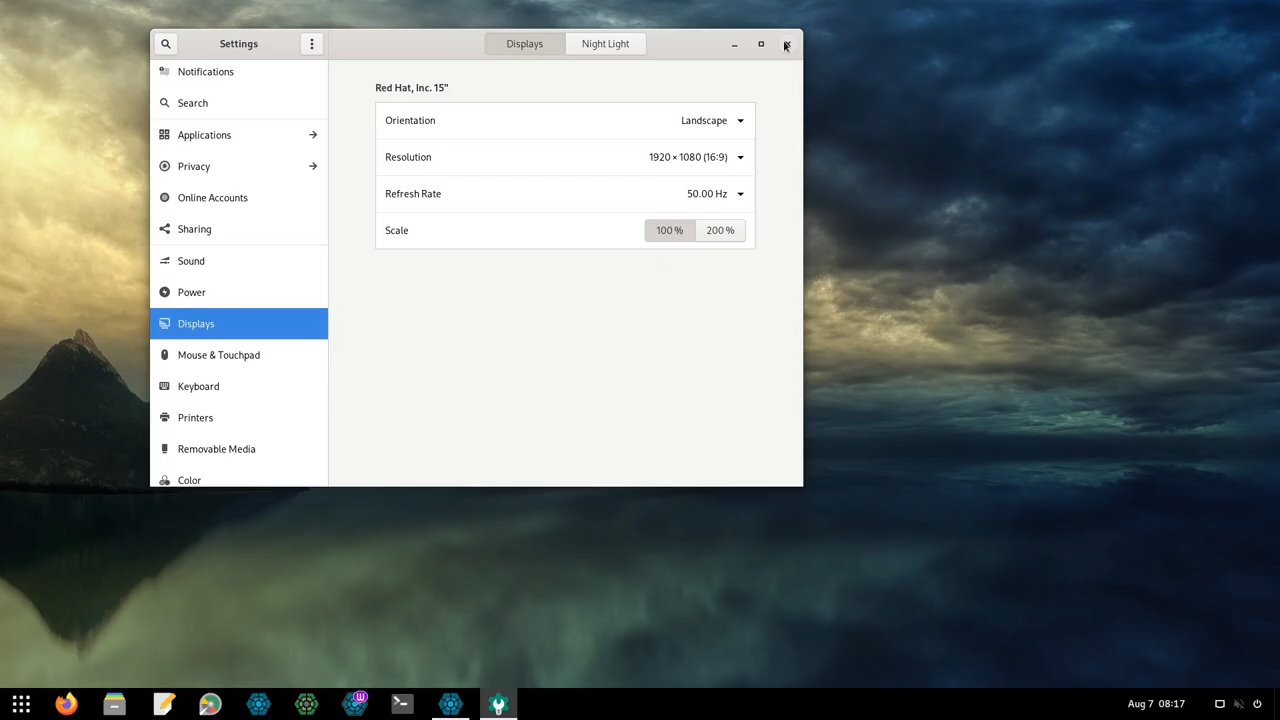 Settings
Displays
Night Light
Notifications
Search
Applications
Privacy
Online Accounts
Sharing
Sound
Power
Displays
Mouse & Touchpad
Keyboard
Printers
Removable Media
Color
Red Hat, Inc. 15"
Orientation
Landscape
Resolution
1920 × 1080 (16:9)
Refresh Rate
50.00 Hz
Scale
100 %
200 %
W
Aug 7 08:17